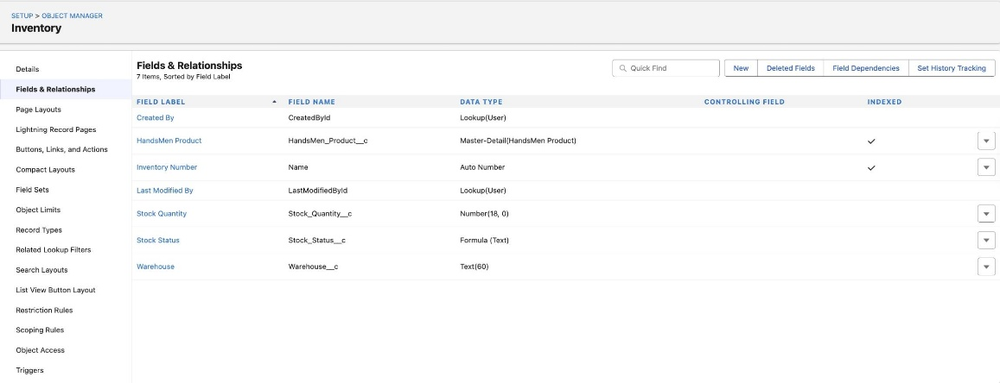 SETUP > OBJECT MANAGER
Inventory
Details
Fields & Relationships
Page Layouts
Lightning Record Pages
Buttons, Links, and Actions
Compact Layouts
Field Sets
Object Limits
Record Types
Related Lookup Filters
Search Layouts
List View Button Layout
Restriction Rules
Scoping Rules
Object Access
Triggers
Fields & Relationships
7 Items, Sorted by Field Label
Quick Find
New
Deleted Fields
Field Dependencies
Set History Tracking
FIELD LABEL FIELD NAME DATA TYPE CONTROLLING FIELD INDEXED
Created By CreatedById Lookup(User)
HandsMen Product HandsMen_Product__c Master-Detail(HandsMen Product)
Inventory Number Name Auto Number
Last Modified By LastModifiedById Lookup(User)
Stock Quantity Stock_Quantity__c Number(18, 0)
Stock Status Stock_Status__c Formula (Text)
Warehouse Warehouse__c Text(60)